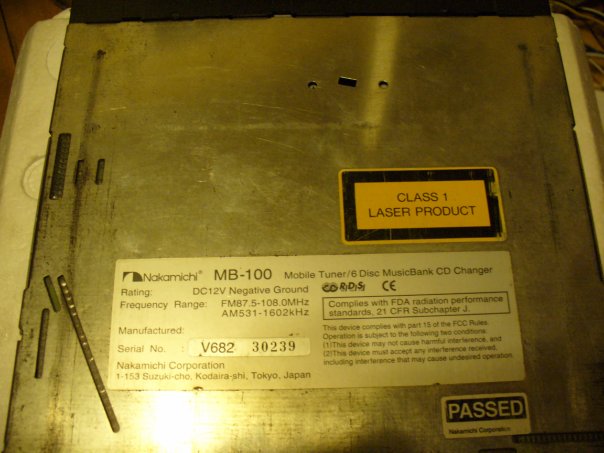 CLASS 1
LASER PRODUCT
Nakamichi® MB-100 Mobile Tuner/6 Disc MusicBank CD Changer
Rating: DC12V Negative Ground RDS CE
Frequency Range: FM87.5-108.0MHz
AM531-1602kHz
Complies with FDA radiation performance
standards, 21 CFR Subchapter J.
Manufactured:
Serial No. : V682 30239
This device complies with part 15 of the FCC Rules.
Operation is subject to the following two conditions:
(1)This device may not cause harmful interference, and
(2)This device must accept any interference received,
including interference that may cause undesired operation.
Nakamichi Corporation
1-153 Suzuki-cho, Kodaira-shi, Tokyo, Japan
PASSED
Nakamichi Corporation